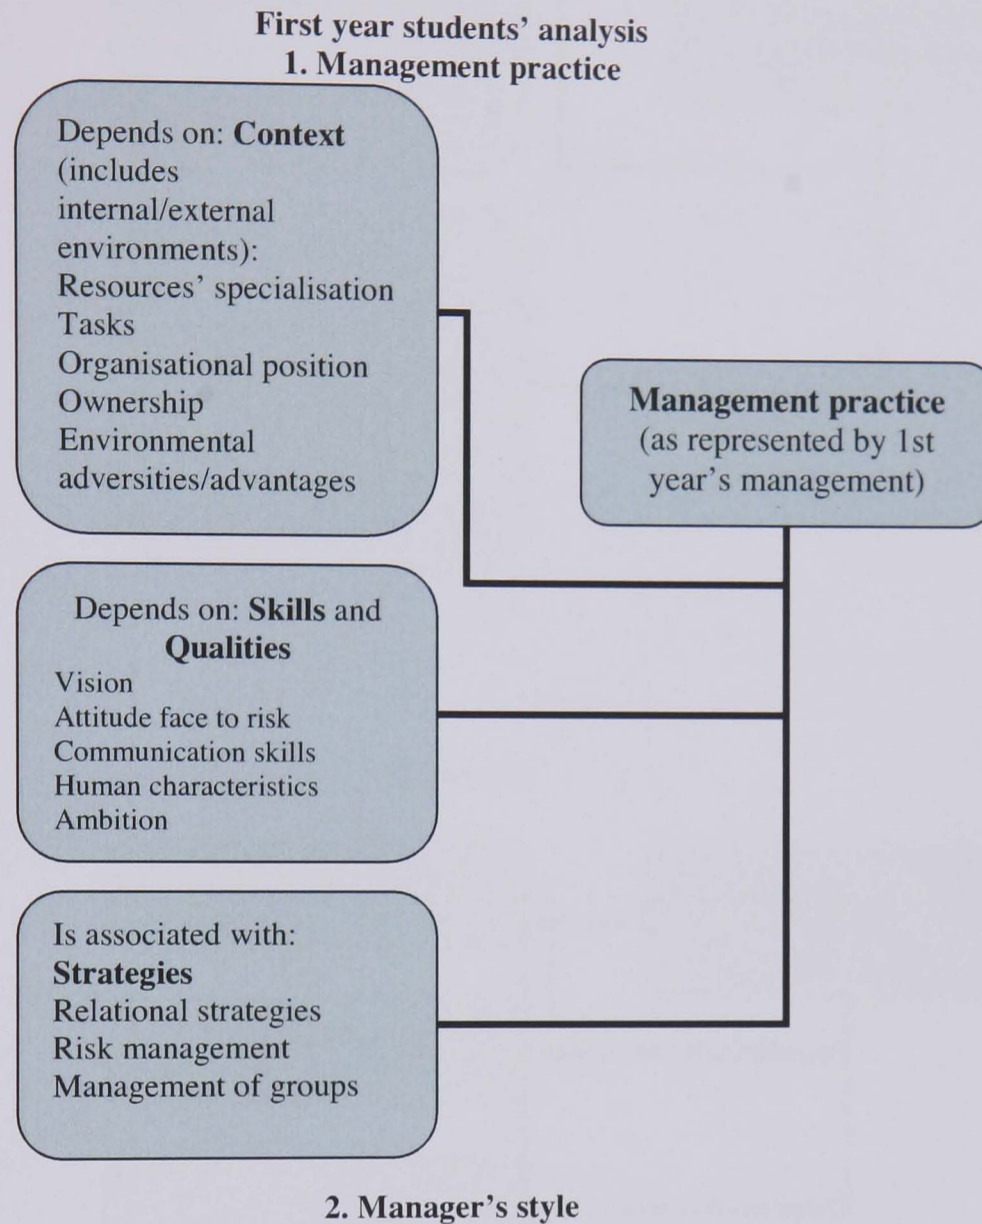 First year students' analysis
1. Management practice
Depends on: Context
(includes
internal/external
environments):
Resources' specialisation
Tasks
Organisational position
Ownership
Environmental
adversities/advantages
Management practice
(as represented by 1st
year's management)
Depends on: Skills and
Qualities
Vision
Attitude face to risk
Communication skills
Human characteristics
Ambition
Is associated with:
Strategies
Relational strategies
Risk management
Management of groups
2. Manager's style